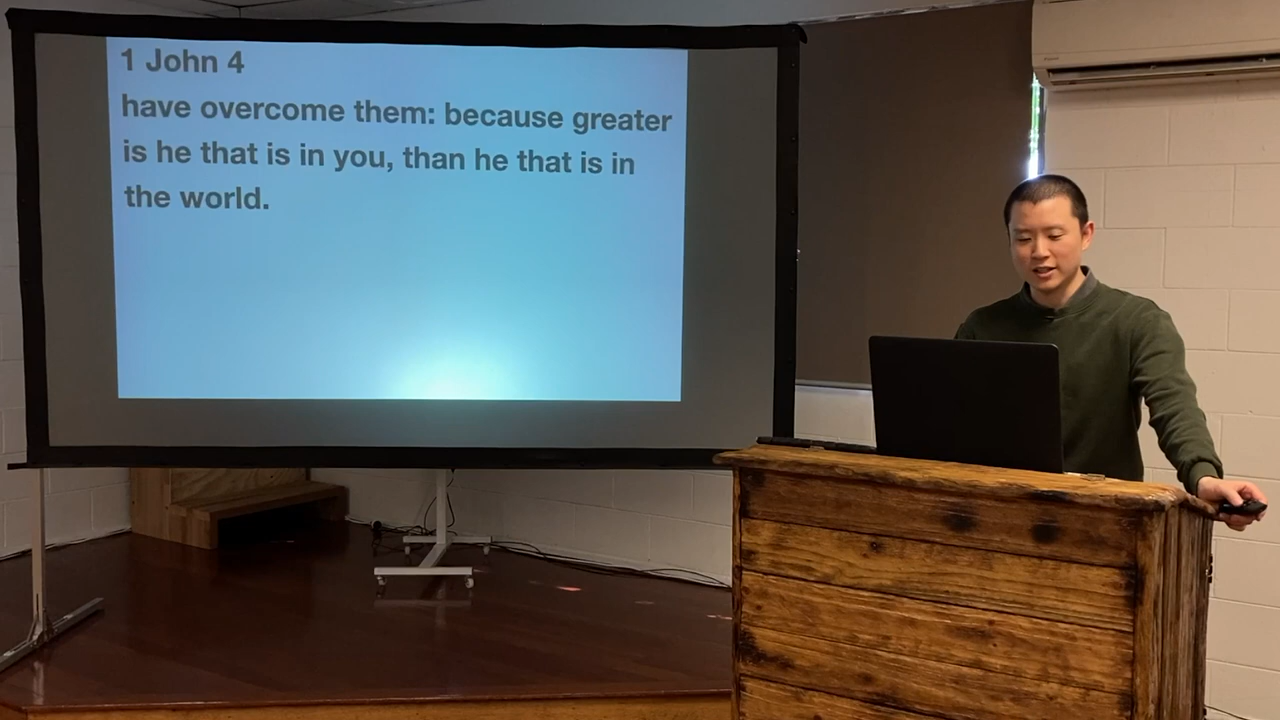 1 John 4
have overcome them: because greater
is he that is in you, than he that is in
the world.